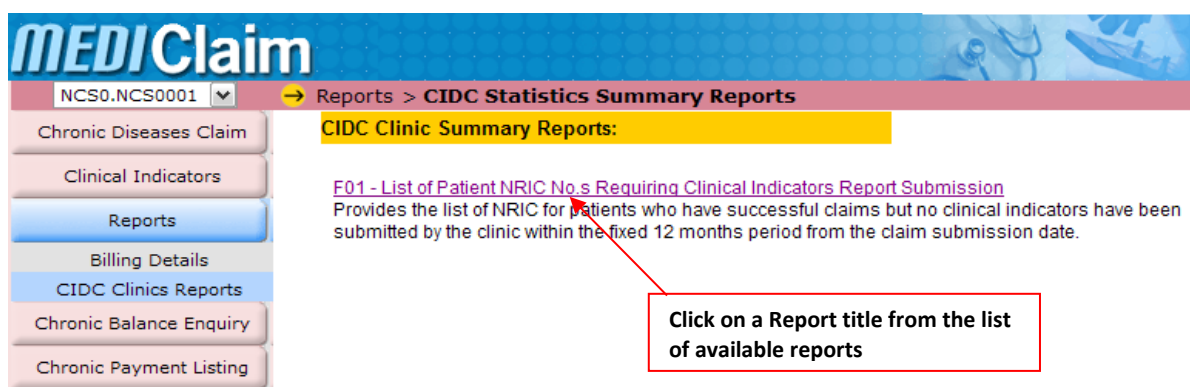 MEDIClaim
NCS0.NCS0001
Reports > CIDC Statistics Summary Reports
Chronic Diseases Claim
Clinical Indicators
Reports
Billing Details
CIDC Clinics Reports
Chronic Balance Enquiry
Chronic Payment Listing
CIDC Clinic Summary Reports:
F01 - List of Patient NRIC No.s Requiring Clinical Indicators Report Submission
Provides the list of NRIC for patients who have successful claims but no clinical indicators have been
submitted by the clinic within the fixed 12 months period from the claim submission date.
Click on a Report title from the list
of available reports